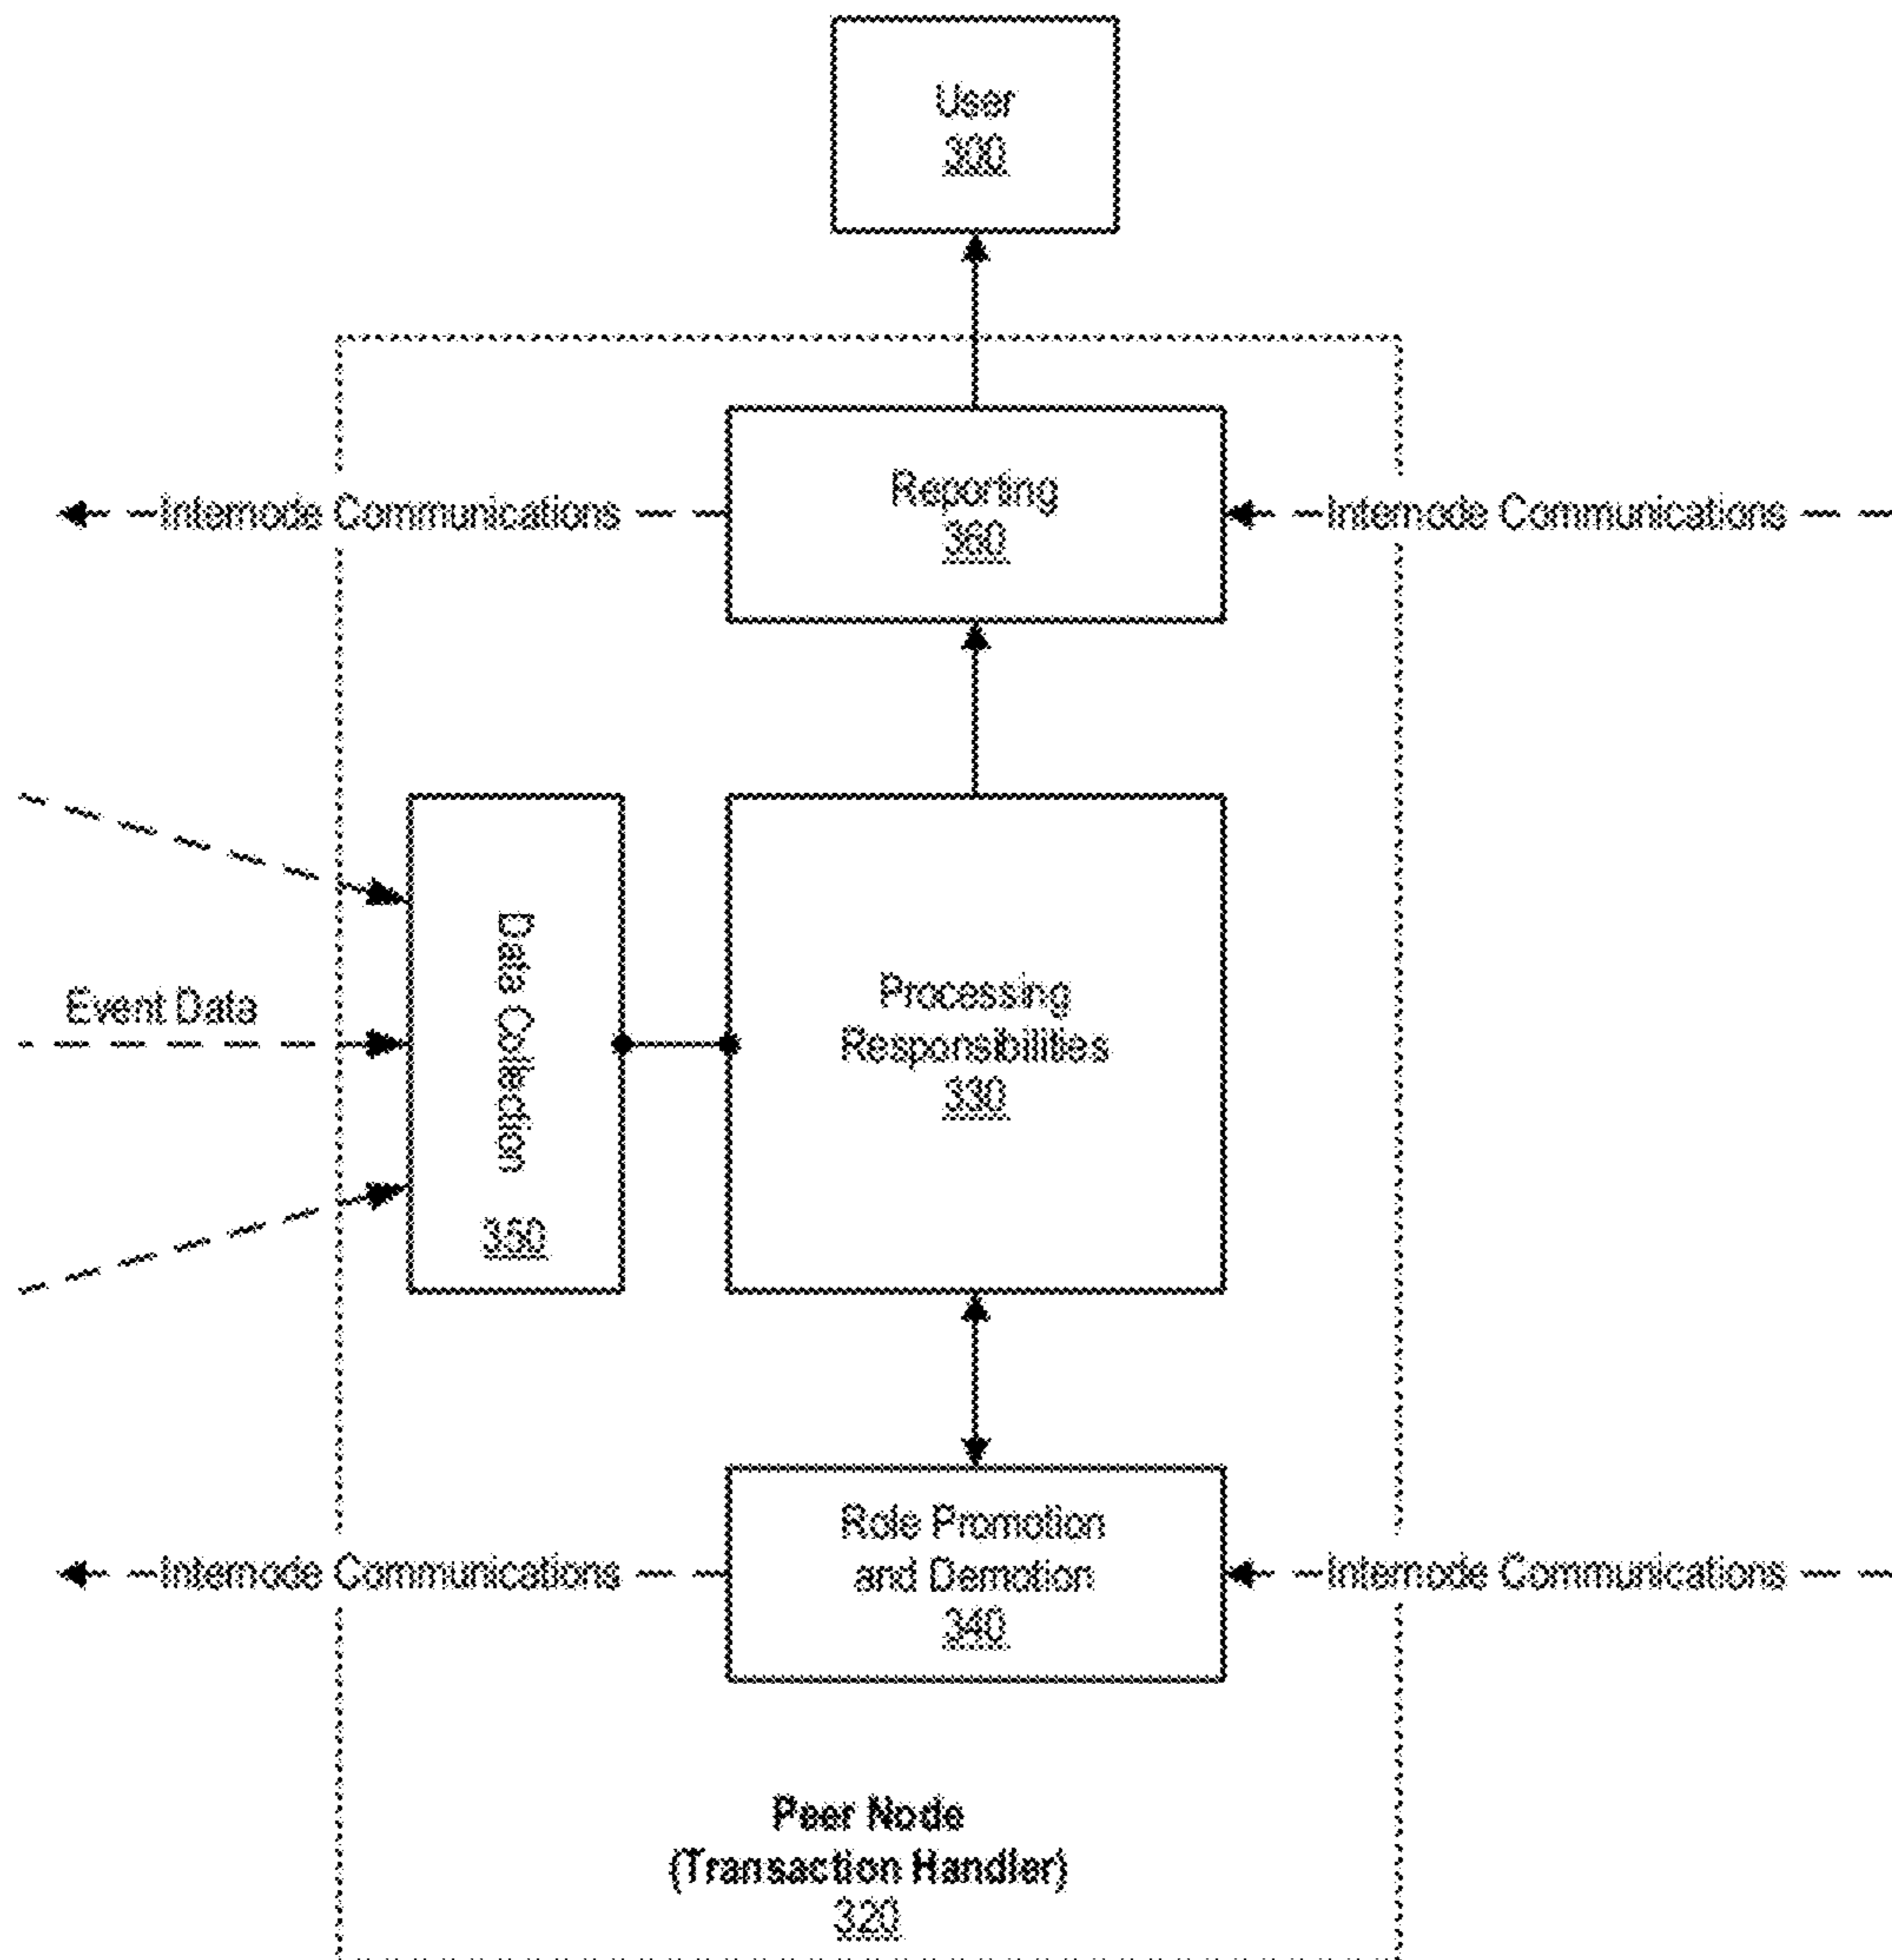 User
300
Reporting
360
Internode Communications
Internode Communications
Event Data
Data Collection
350
Processing
Responsibilities
330
Role Promotion
and Demotion
340
Internode Communications
Internode Communications
Peer Node
(Transaction Handler)
320